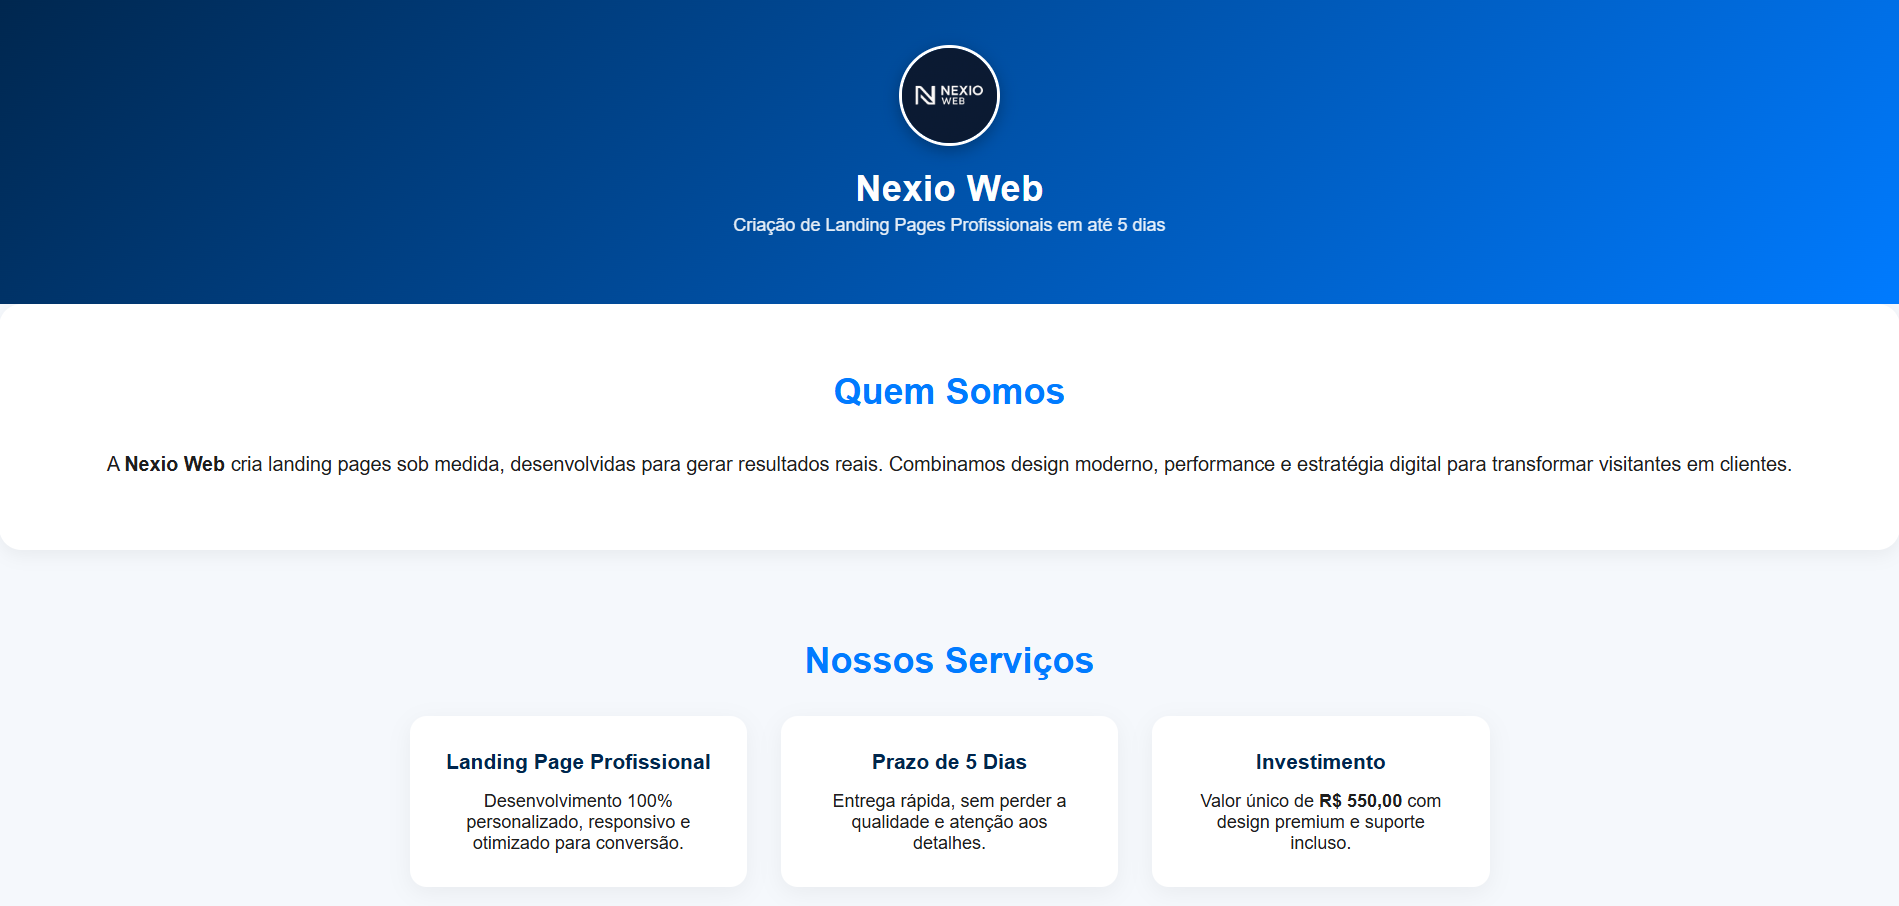 NEXIO
WEB
Nexio Web
Criação de Landing Pages Profissionais em até 5 dias
Quem Somos
A Nexio Web cria landing pages sob medida, desenvolvidas para gerar resultados reais. Combinamos design moderno, performance e estratégia digital para transformar visitantes em clientes.
Nossos Serviços
Landing Page Profissional
Desenvolvimento 100%
personalizado, responsivo e
otimizado para conversão.
Prazo de 5 Dias
Entrega rápida, sem perder a
qualidade e atenção aos
detalhes.
Investimento
Valor único de R$ 550,00 com
design premium e suporte
incluso.